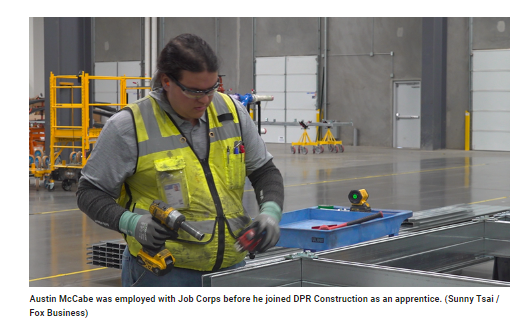 Austin McCabe was employed with Job Corps before he joined DPR Construction as an apprentice. (Sunny Tsai /
Fox Business)